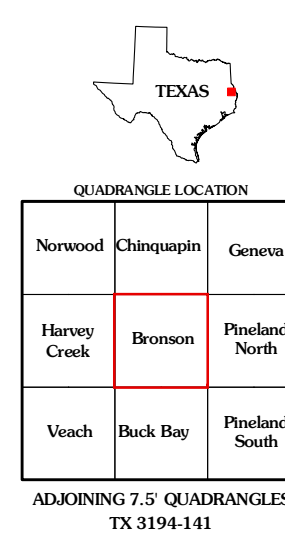 TEXAS
QUADRANGLE LOCATION
Norwood Chinquapin Geneva
Harvey Creek Bronson Pineland North
Veach Buck Bay Pineland South
ADJOINING 7.5' QUADRANGLES
TX 3194-141